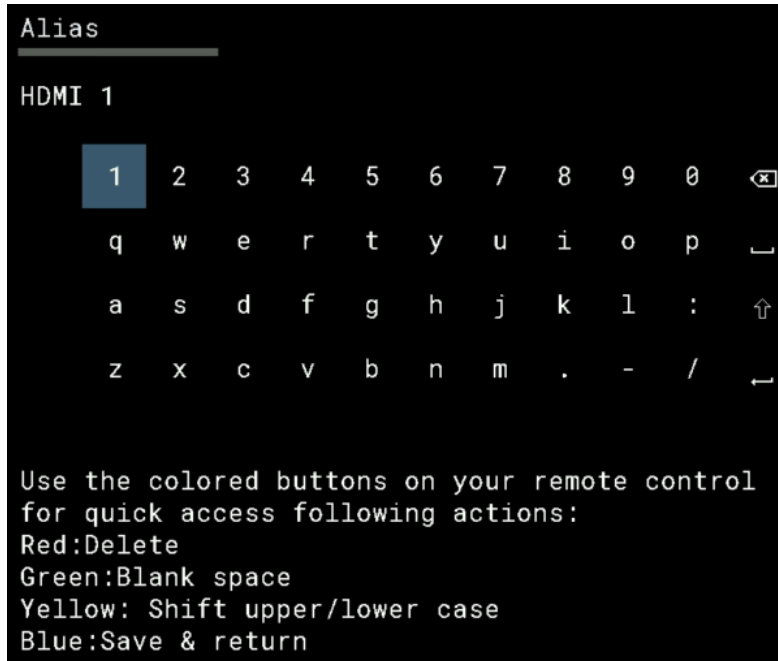 Alias
HDMI 1
1 2 3 4 5 6 7 8 9 0
q w e r t y u i o p
a s d f g h j k l :
z x c v b n m . - /
Use the colored buttons on your remote control
for quick access following actions:
Red:Delete
Green:Blank space
Yellow: Shift upper/lower case
Blue:Save & return